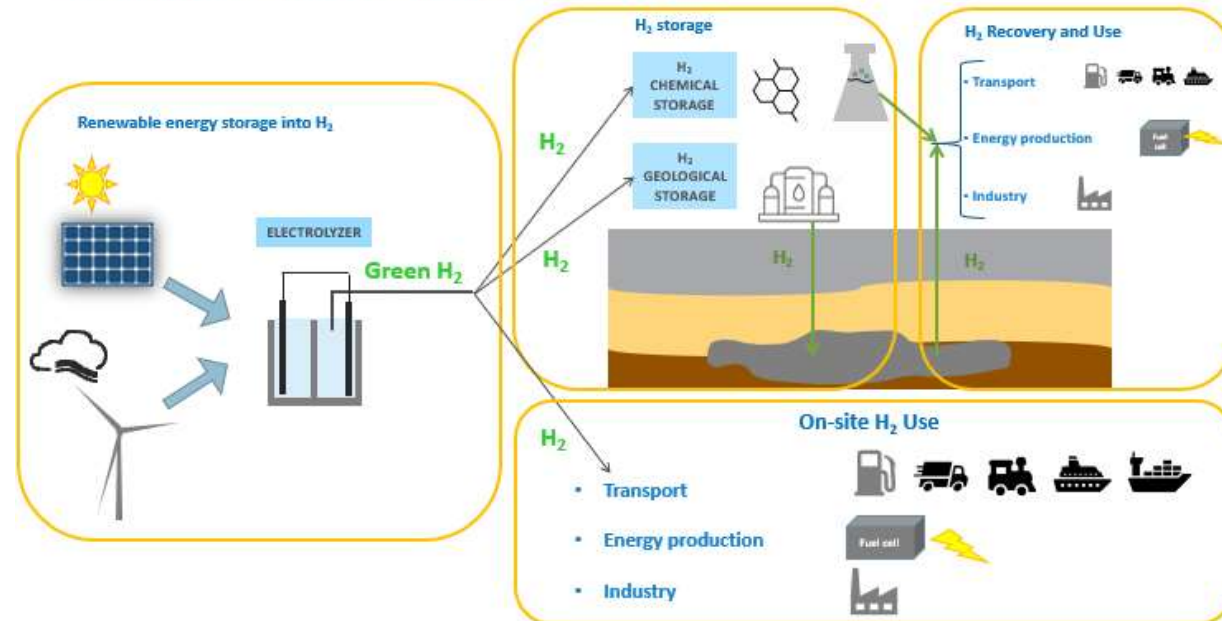 Renewable energy storage into H₂
ELECTROLYZER
Green H₂
H₂
H₂
H₂
H₂ storage
H₂
CHEMICAL
STORAGE
H₂
GEOLOGICAL
STORAGE
H₂
H₂
H₂ Recovery and Use
• Transport
• Energy production
Fuel
cell
• Industry
On-site H₂ Use
• Transport
• Energy production
Fuel cell
• Industry